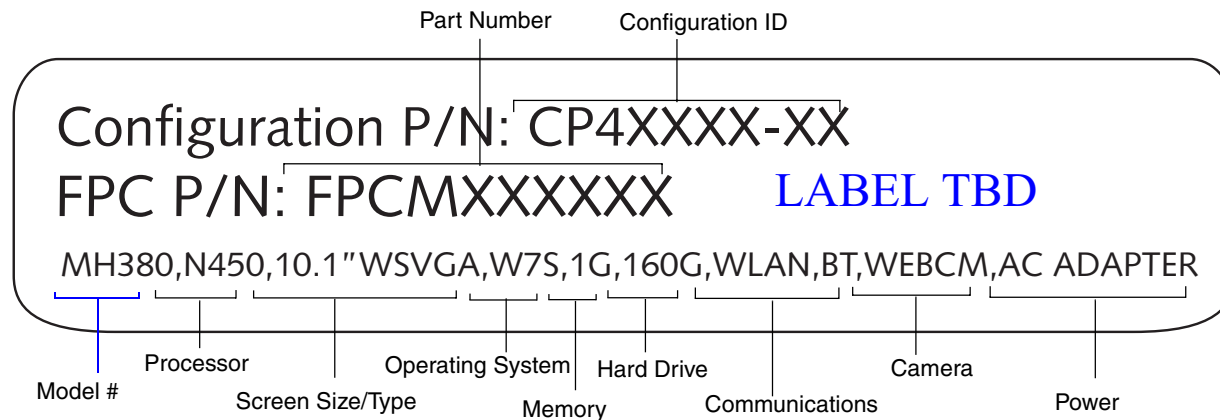 Part Number Configuration ID
Configuration P/N: CP4XXXX-XX
FPC P/N: FPCMXXXXXX LABEL TBD
MH380,N450,10.1"WSVGA,W7S,1G,160G,WLAN,BT,WEBCM,AC ADAPTER
Processor Operating System Hard Drive Camera
Model # Screen Size/Type Memory Communications Power